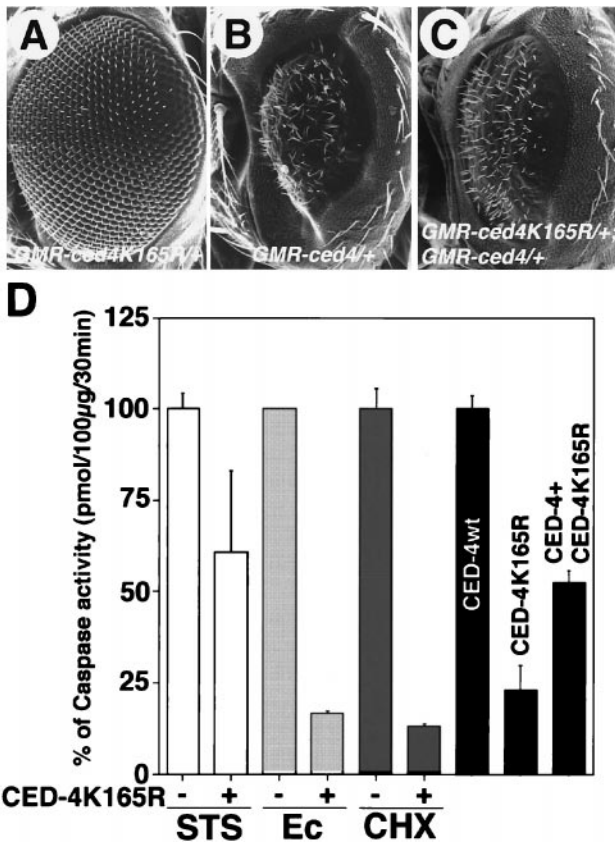 A
B
C
GMR-ced4K165R/+
GMR-ced4/+
GMR-ced4K165R/+;
GMR-ced4/+
D
% of Caspase activity (pmol/100µg/30min)
125
100
75
50
25
0
CED-4wt
CED-4K165R
CED-4+
CED-4K165R
CED-4K165R - + - + - +
STS Ec CHX